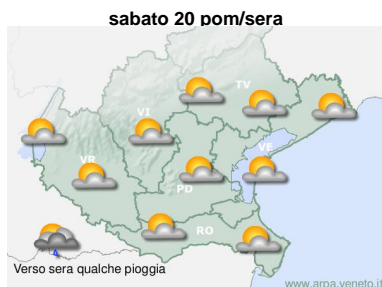 sabato 20 pom/sera
TV
VI
VE
VR
PD
RO
Verso sera qualche pioggia
www.arpa.veneto.it